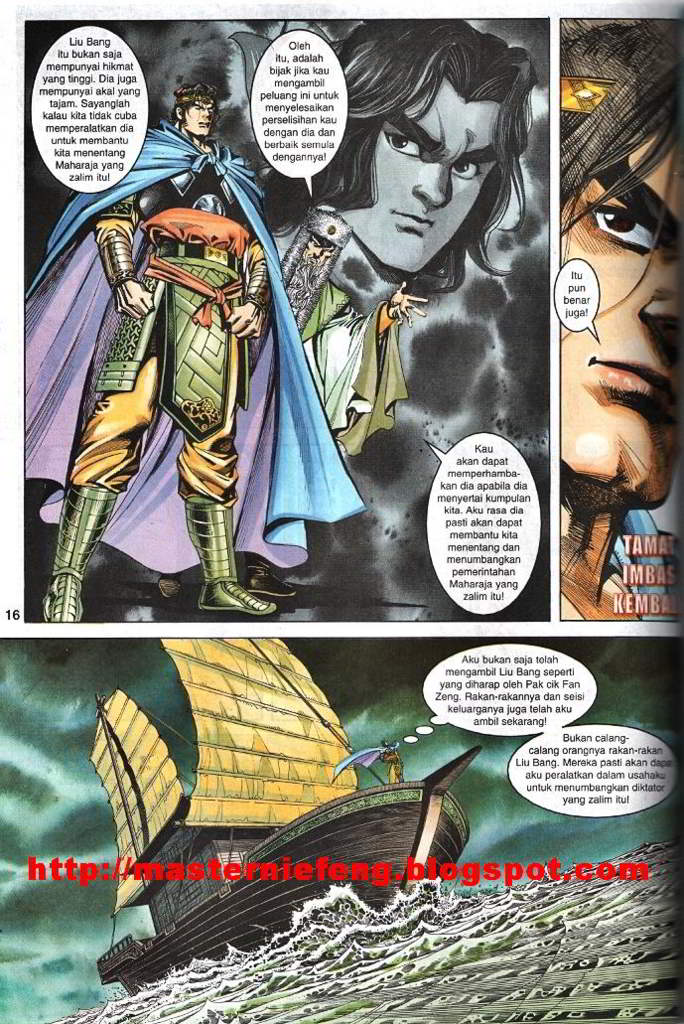 Liu Bang
itu bukan saja
mempunyai hikmat
yang tinggi. Dia juga
mempunyai akal yang
tajam. Sayanglah
kalau kita tidak cuba
memperalatkan dia
untuk membantu
kita menentang
Maharaja yang
zalim itu!
Oleh
itu, adalah
bijak jika kau
mengambil
peluang ini untuk
menyelesaikan
perselisihan kau
dengan dia dan
berbaik semula
dengannya!
Kau
akan dapat
memperhamba-
kan dia apabila dia
menyertai kumpulan
kita. Aku rasa dia
pasti akan dapat
membantu kita
menentang dan
menumbangkan
pemerintahan
Maharaja yang
zalim itu!
Itu
pun
benar
juga!
TAMAT
IMBAS
KEMBA
16
Aku bukan saja telah
mengambil Liu Bang seperti
yang diharap oleh Pak cik Fan
Zeng. Rakan-rakannya dan seisi
keluarganya juga telah aku
ambil sekarang!
Bukan calang-
calang orangnya rakan-rakan
Liu Bang. Mereka pasti akan dapa
aku peralatkan dalam usahaku
untuk menumbangkan diktator
yang zalim itu!
http://masterniefeng.blogspot.com